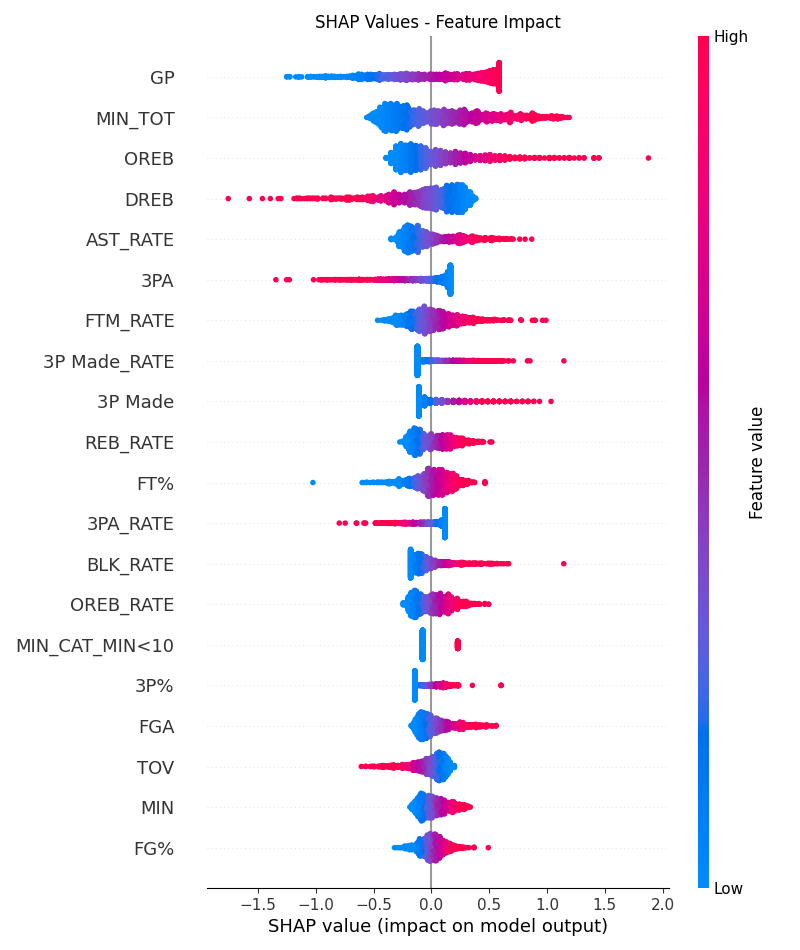 SHAP Values - Feature Impact
High
GP
MIN_TOT
OREB
DREB
AST_RATE
3PA
FTM_RATE
3P Made_RATE
3P Made
REB_RATE
FT%
3PA_RATE
BLK_RATE
OREB_RATE
MIN_CAT_MIN<10
3P%
FGA
TOV
MIN
FG%
Feature value
Low
−1.5 −1.0 −0.5 0.0 0.5 1.0 1.5 2.0
SHAP value (impact on model output)